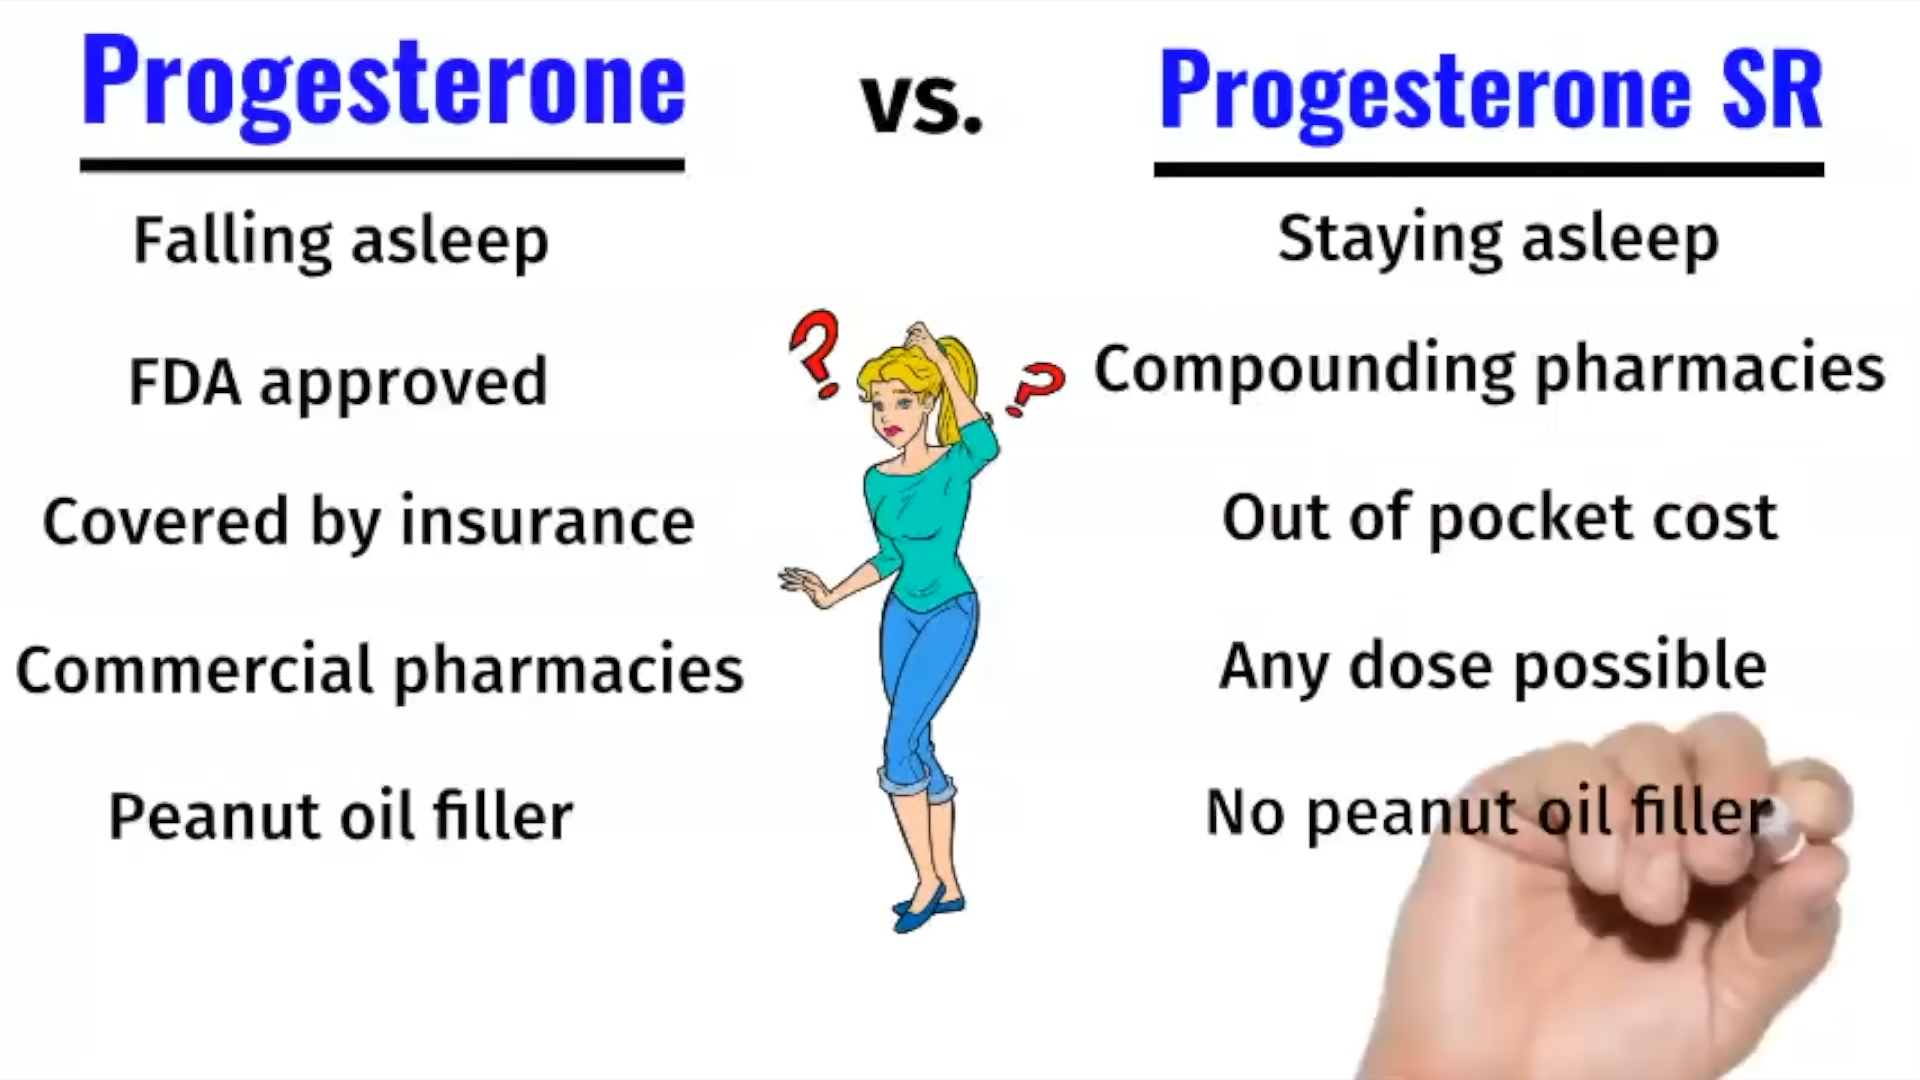 Progesterone
vs.
Progesterone SR
Falling asleep
Staying asleep
FDA approved
Compounding pharmacies
Covered by insurance
Out of pocket cost
Commercial pharmacies
Any dose possible
Peanut oil filler
No peanut oil filler